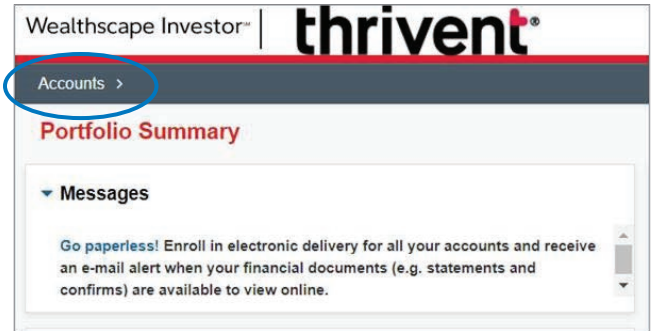 Wealthscape Investor℠ | thrivent®
Accounts >
Portfolio Summary
Messages
Go paperless! Enroll in electronic delivery for all your accounts and receive
an e-mail alert when your financial documents (e.g. statements and
confirms) are available to view online.